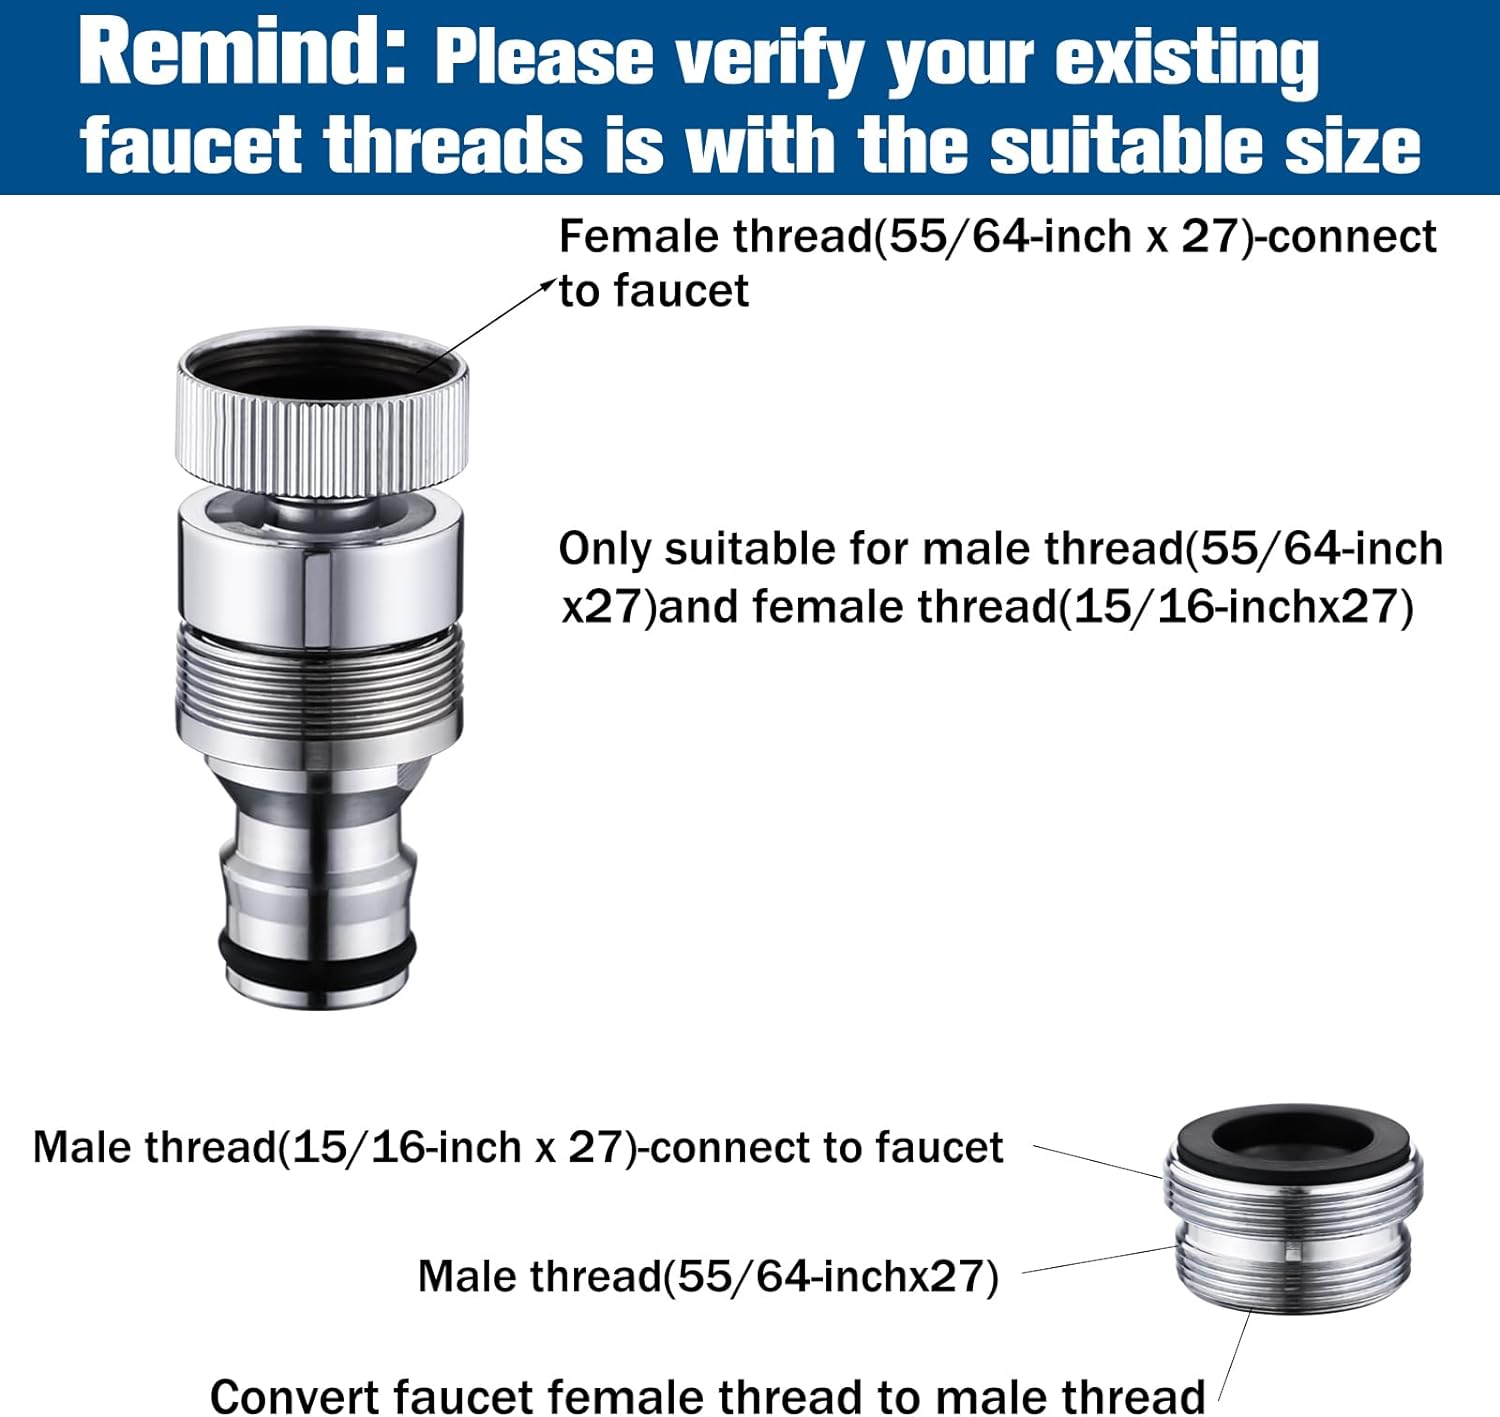 Remind: Please verify your existing
faucet threads is with the suitable size
Female thread(55/64-inch x 27)-connect
to faucet
Only suitable for male thread(55/64-inch
x27)and female thread(15/16-inchx27)
Male thread(15/16-inch x 27)-connect to faucet
Male thread(55/64-inchx27)
Convert faucet female thread to male thread